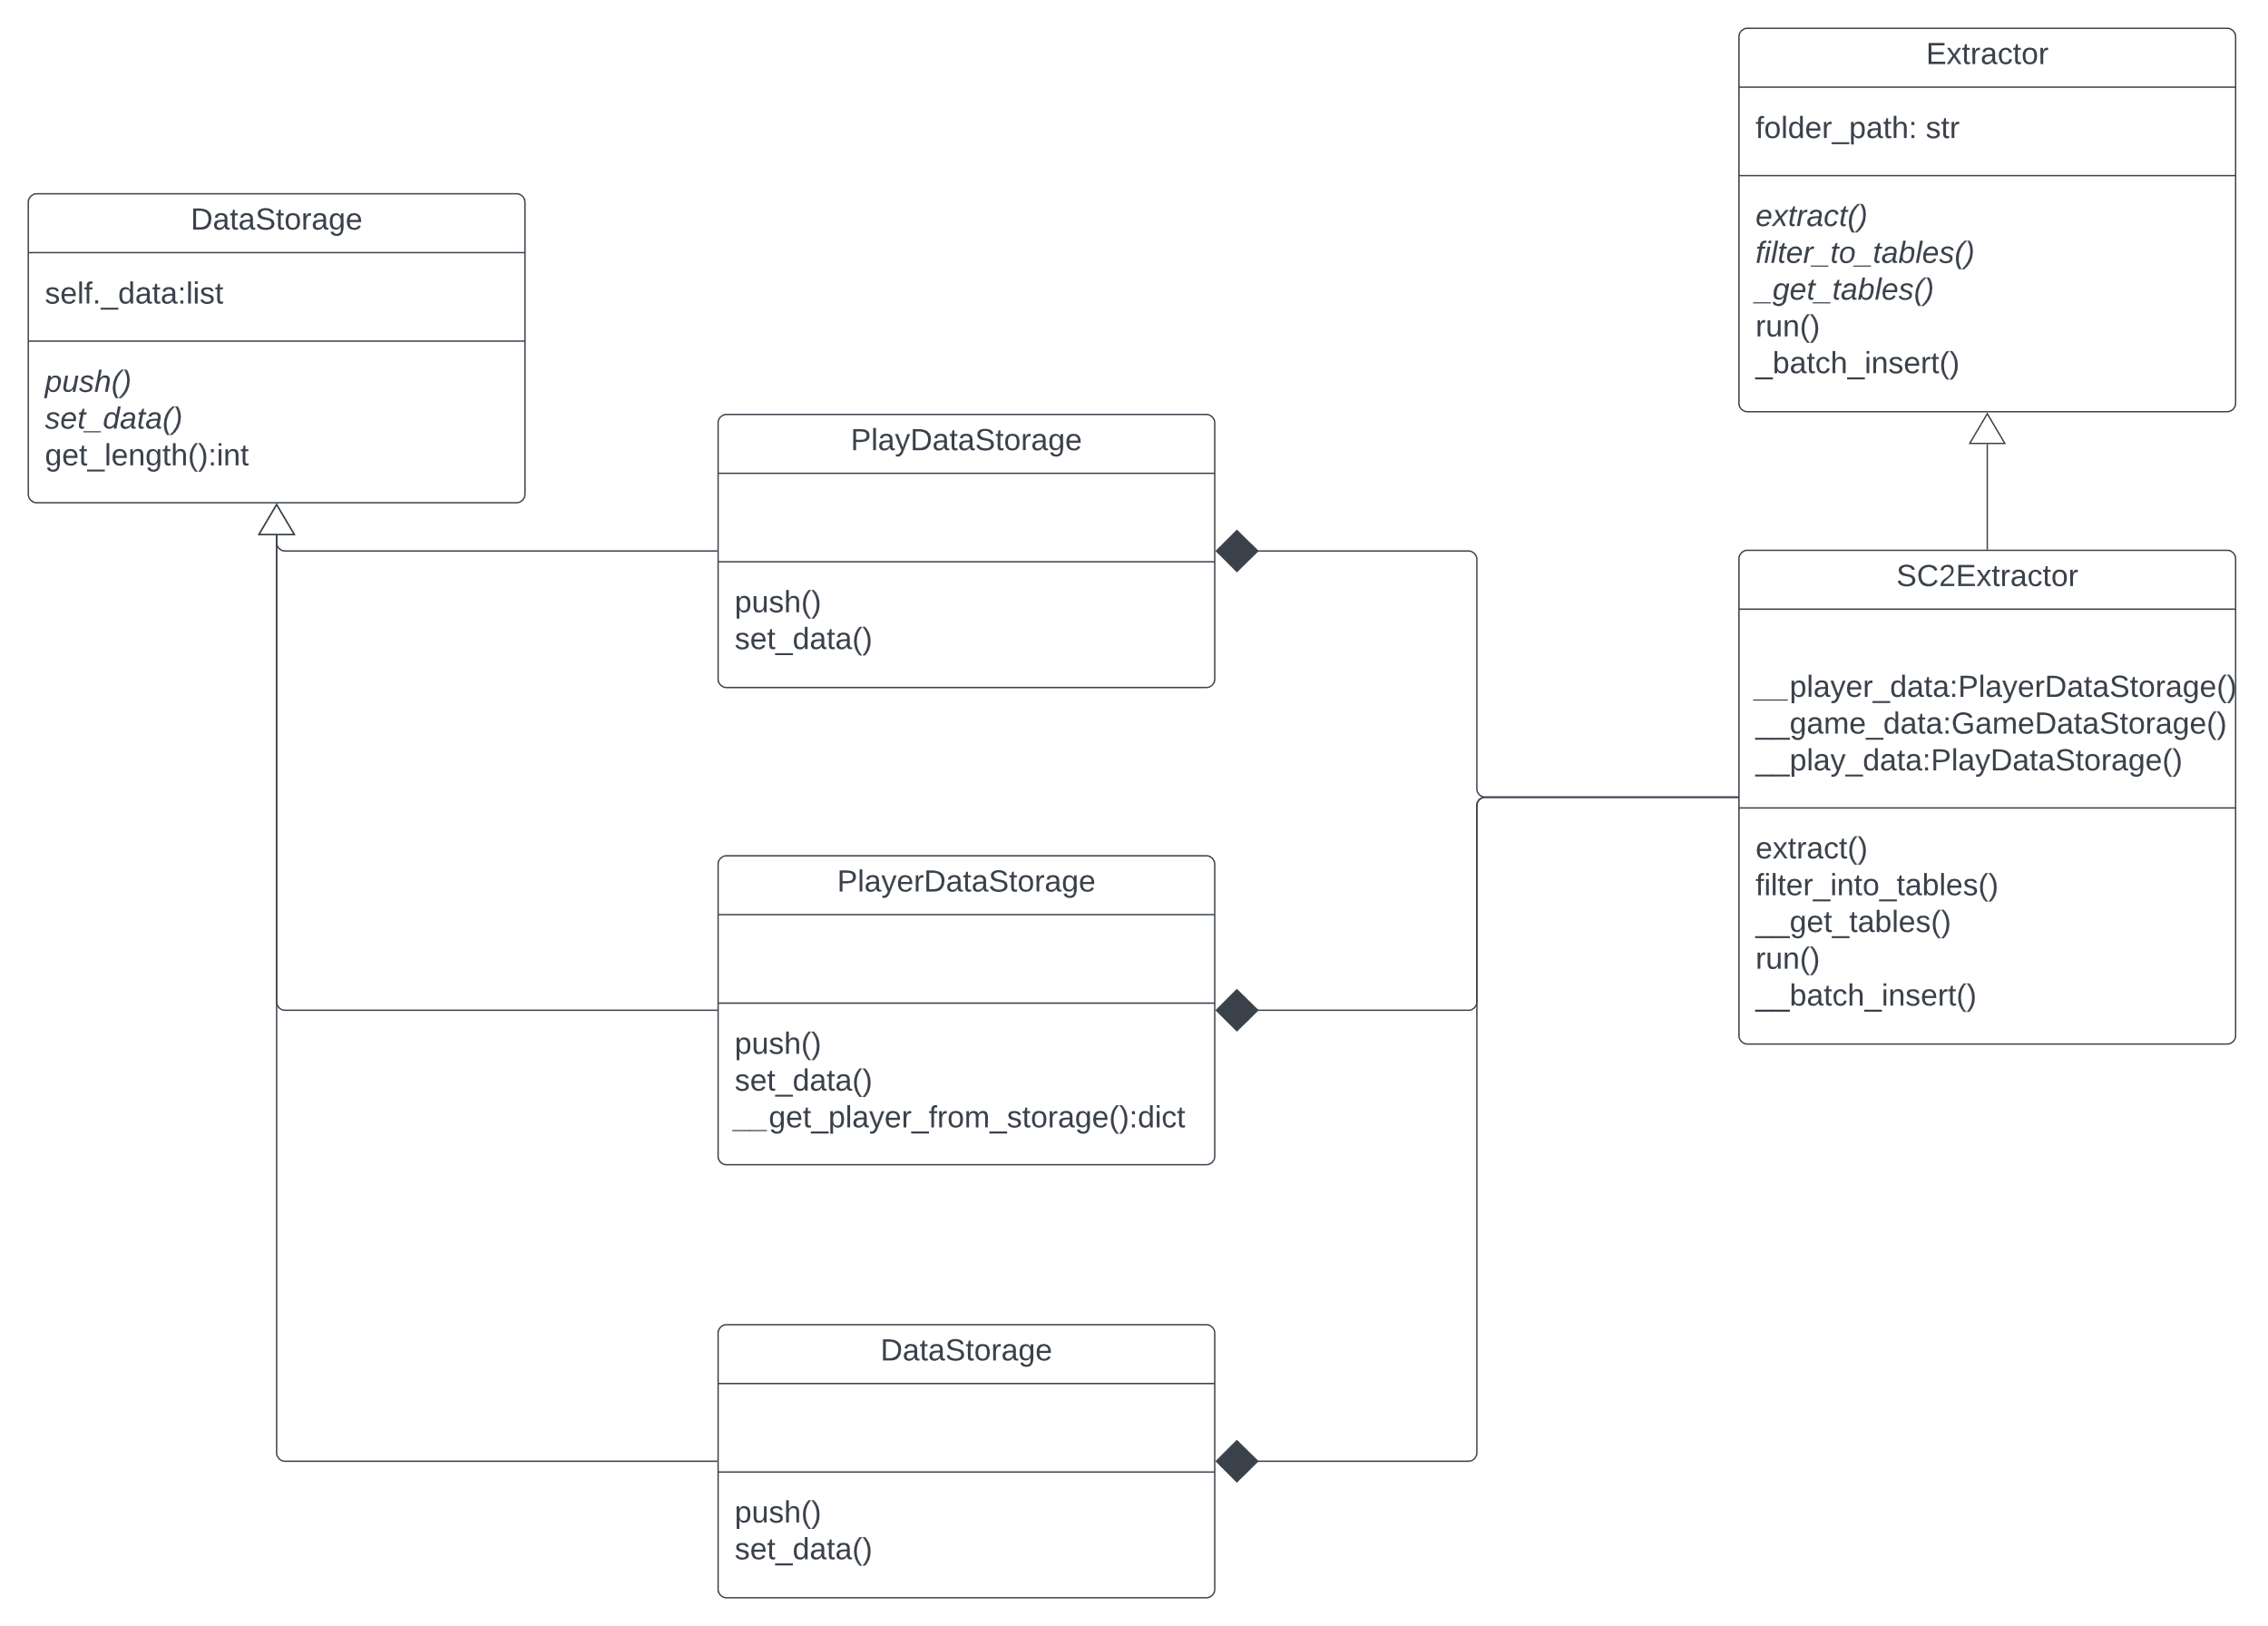 DataStorage
self._data:list
push()
set_data()
get_length():int
PlayDataStorage
push()
set_data()
PlayerDataStorage
push()
set_data()
__get_player_from_storage():dict
DataStorage
push()
set_data()
Extractor
folder_path: str
extract()
filter_to_tables()
_get_tables()
run()
_batch_insert()
SC2Extractor
__player_data:PlayerDataStorage()
__game_data:GameDataStorage()
__play_data:PlayDataStorage()
extract()
filter_into_tables()
__get_tables()
run()
__batch_insert()